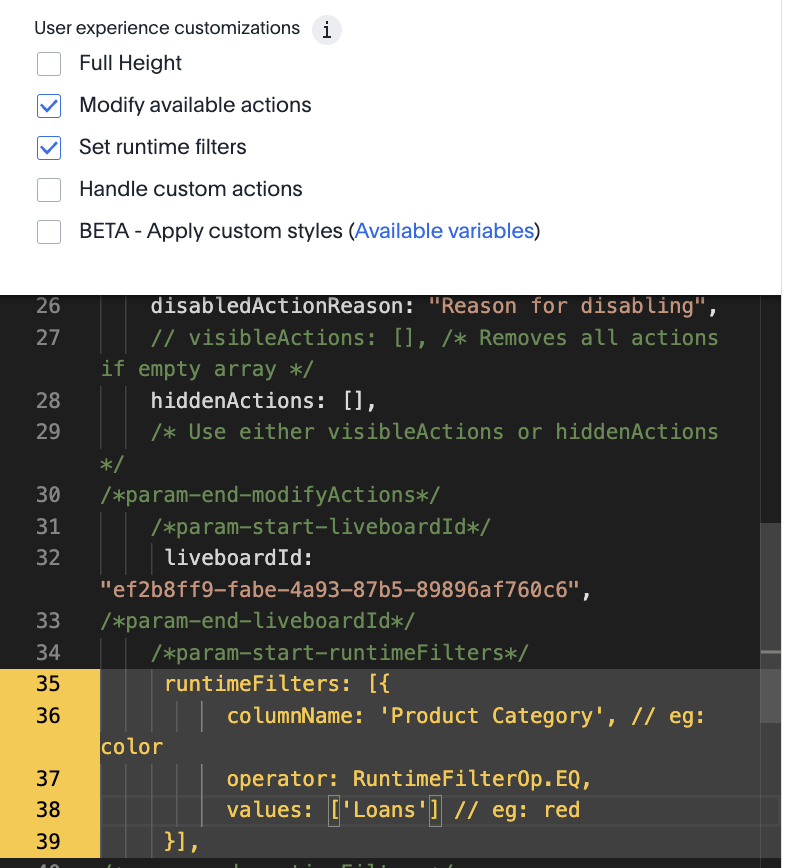 User experience customizations i
Full Height
Modify available actions
Set runtime filters
Handle custom actions
BETA - Apply custom styles (Available variables)
26 disabledActionReason: "Reason for disabling",
27 // visibleActions: [], /* Removes all actions
if empty array */
28 hiddenActions: [],
29 /* Use either visibleActions or hiddenActions
*/
30 /*param-end-modifyActions*/
31 /*param-start-liveboardId*/
32 liveboardId:
"ef2b8ff9-fabe-4a93-87b5-89896af760c6",
33 /*param-end-liveboardId*/
34 /*param-start-runtimeFilters*/
35 runtimeFilters: [{
36 columnName: 'Product Category', // eg:
color
37 operator: RuntimeFilterOp.EQ,
38 values: ['Loans'] // eg: red
39 }],